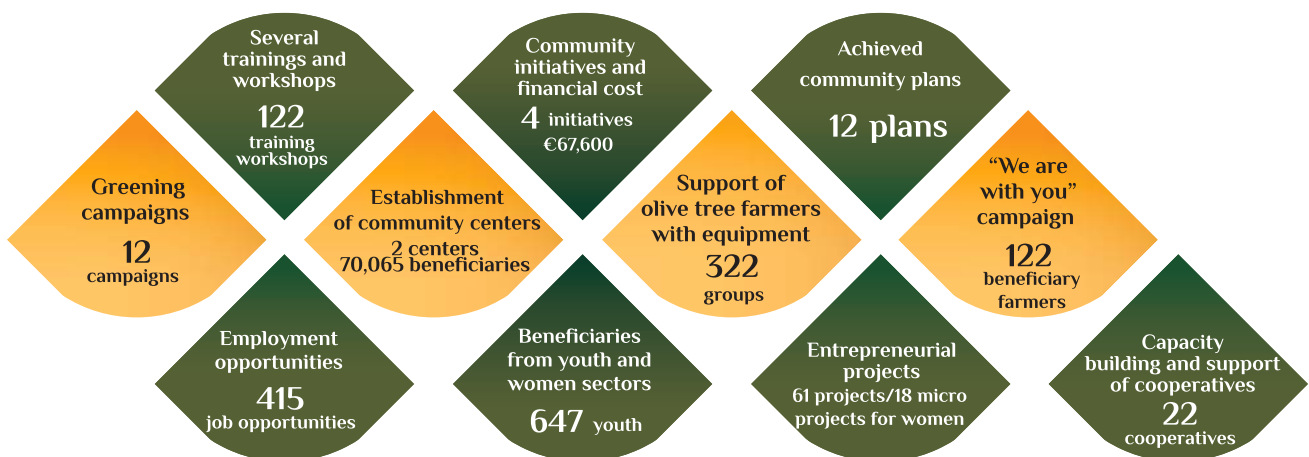 Several
trainings and
workshops
122
training
workshops
Community
initiatives and
financial cost
4 initiatives
€67,600
Achieved
community plans
12 plans
Greening
campaigns
12
campaigns
Establishment
of community centers
2 centers
70,065 beneficiaries
Support of
olive tree farmers
with equipment
322
groups
“We are
with you”
campaign
122
beneficiary
farmers
Employment
opportunities
415
job opportunities
Beneficiaries
from youth and
women sectors
647 youth
Entrepreneurial
projects
61 projects/18 micro
projects for women
Capacity
building and support
of cooperatives
22
cooperatives